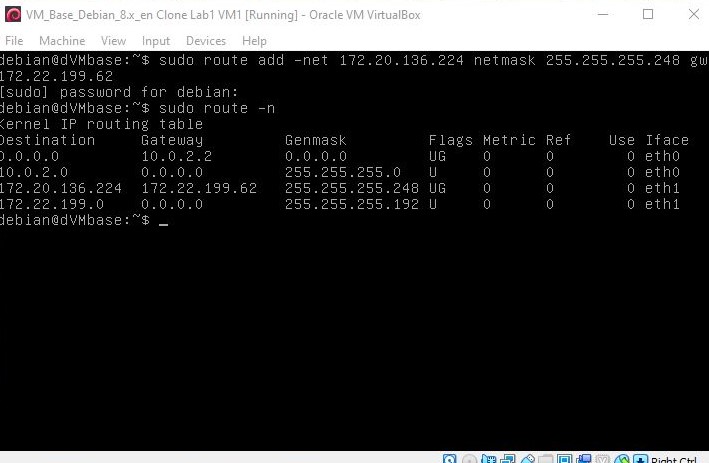 VM_Base_Debian_8.x_en Clone Lab1 VM1 [Running] - Oracle VM VirtualBox
File Machine View Input Devices Help
debian@dVMbase:~$ sudo route add -net 172.20.136.224 netmask 255.255.255.248 gw
172.22.199.62
[sudo] password for debian:
debian@dVMbase:~$ sudo route -n
Kernel IP routing table
Destination Gateway Genmask Flags Metric Ref Use Iface
0.0.0.0 10.0.2.2 0.0.0.0 UG 0 0 0 eth0
10.0.2.0 0.0.0.0 255.255.255.0 U 0 0 0 eth0
172.20.136.224 172.22.199.62 255.255.255.248 UG 0 0 0 eth1
172.22.199.0 0.0.0.0 255.255.255.192 U 0 0 0 eth1
debian@dVMbase:~$ _
Right Ctrl